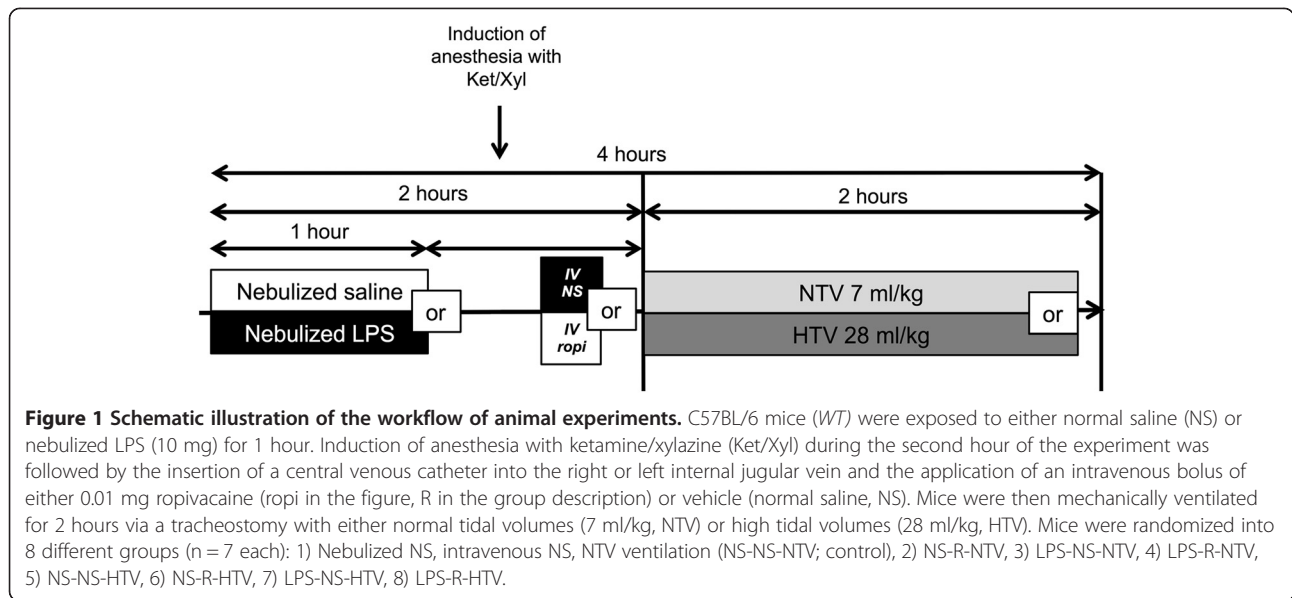 Induction of
anesthesia with
Ket/Xyl
4 hours
2 hours
2 hours
1 hour
Nebulized saline
Nebulized LPS
or
IV
NS
IV
ropi
or
NTV 7 ml/kg
HTV 28 ml/kg
or
Figure 1 Schematic illustration of the workflow of animal experiments. C57BL/6 mice (WT) were exposed to either normal saline (NS) or
nebulized LPS (10 mg) for 1 hour. Induction of anesthesia with ketamine/xylazine (Ket/Xyl) during the second hour of the experiment was
followed by the insertion of a central venous catheter into the right or left internal jugular vein and the application of an intravenous bolus of
either 0.01 mg ropivacaine (ropi in the figure, R in the group description) or vehicle (normal saline, NS). Mice were then mechanically ventilated
for 2 hours via a tracheostomy with either normal tidal volumes (7 ml/kg, NTV) or high tidal volumes (28 ml/kg, HTV). Mice were randomized into
8 different groups (n = 7 each): 1) Nebulized NS, intravenous NS, NTV ventilation (NS-NS-NTV; control), 2) NS-R-NTV, 3) LPS-NS-NTV, 4) LPS-R-NTV,
5) NS-NS-HTV, 6) NS-R-HTV, 7) LPS-NS-HTV, 8) LPS-R-HTV.